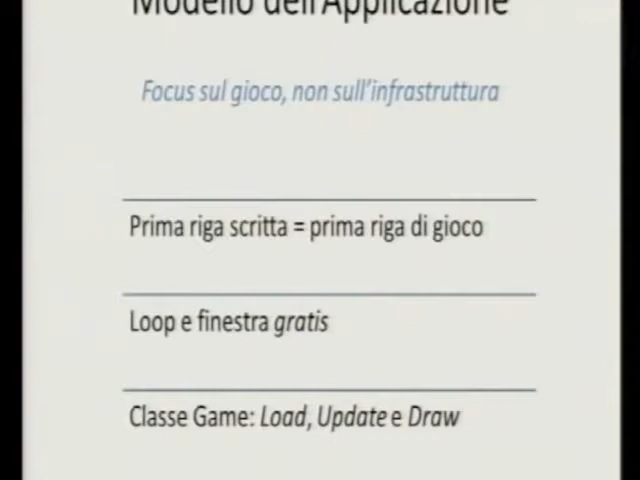 Modello dell'Applicazione
Focus sul gioco, non sull'infrastruttura
Prima riga scritta = prima riga di gioco
Loop e finestra gratis
Classe Game: Load, Update e Draw